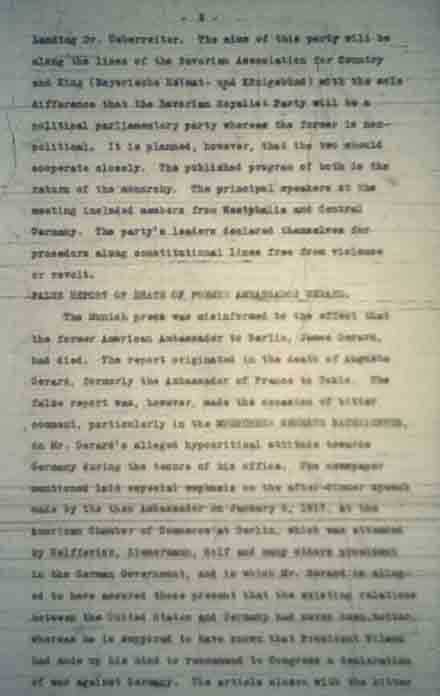 - 2 -
landing Dr. Ueberreiter. The aims of this party will be
along the lines of the Bavarian Association for Country
and King (Bayerische Heimat- und Königsbund) with the sole
difference that the Bavarian Royalist Party will be a
political parliamentary party whereas the former is non-
political. It is planned, however, that the two should
cooperate closely. The published program of both is the
return of the monarchy. The principal speakers at the
meeting included members from Westphalia and Central
Germany. The party's leaders declared themselves for
procedure along constitutional lines free from violence
or revolt.
FALSE REPORT OF DEATH OF FORMER AMBASSADOR GERARD.
The Munich press was misinformed to the effect that
the former American Ambassador to Berlin, James Gerard,
had died. The report originated in the death of Auguste
Gerard, formerly the Ambassador of France to Tokio. The
false report was, however, made the occasion of bitter
comment, particularly in the
on Mr. Gerard's alleged hypocritical attitude towards
Germany during the tenure of his office. The newspaper
mentioned laid especial emphasis on the after-dinner speech
made by the then Ambassador on January 6, 1917, at the
American Chamber of Commerce at Berlin, which was attended
by Helfferich, Zimmermann, Solf and many others prominent
in the German Government, and in which Mr. Gerard is alleg-
ed to have assured those present that the existing relations
between the United States and Germany had never been better,
whereas he is supposed to have known that President Wilson
had made up his mind to recommend to Congress a declaration
of war against Germany. The article closes with the bitter